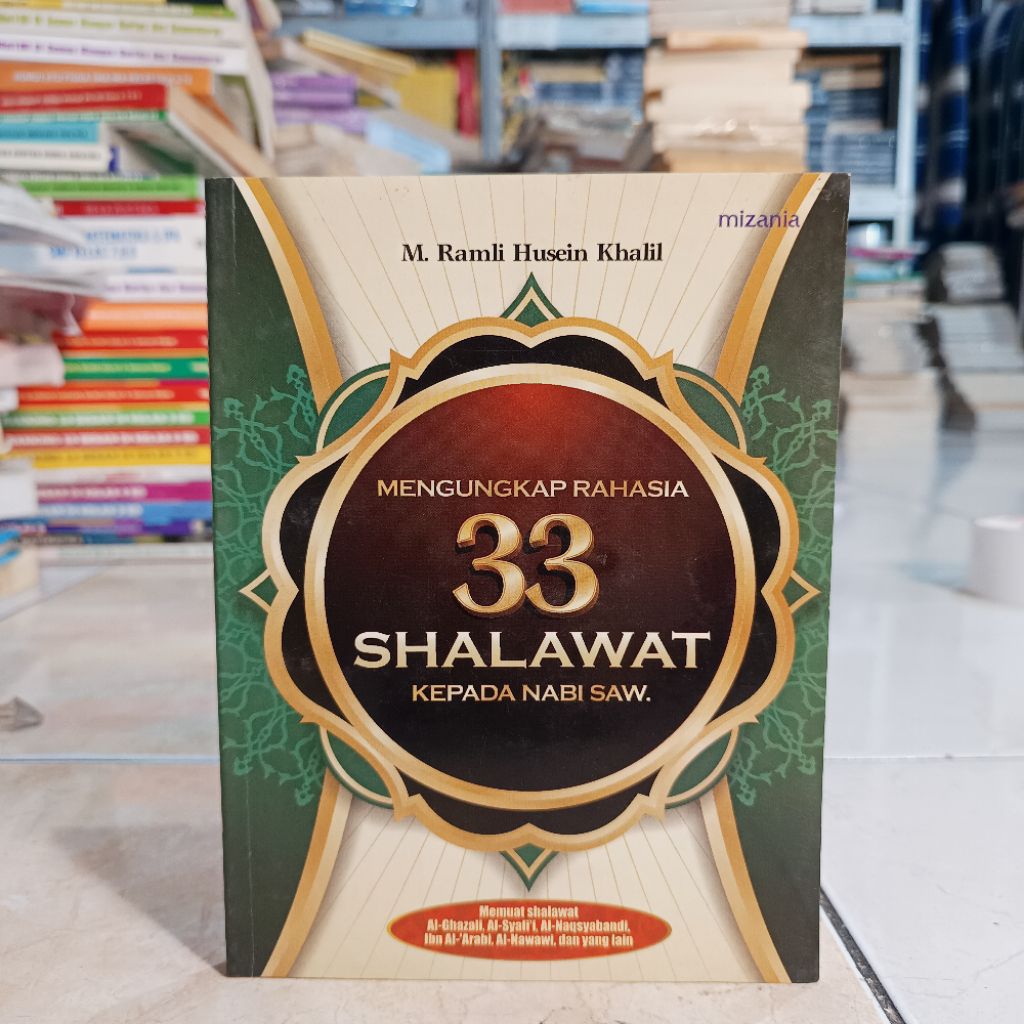 mizania
M. Ramli Husein Khalil
MENGUNGKAP RAHASIA
33
SHALAWAT
KEPADA NABI SAW.
Memuat shalawat
Al-Ghazali, Al-Syafi'i, Al-Naqsyabandi,
Ibn Al-'Arabi, Al-Nawawi, dan yang lain